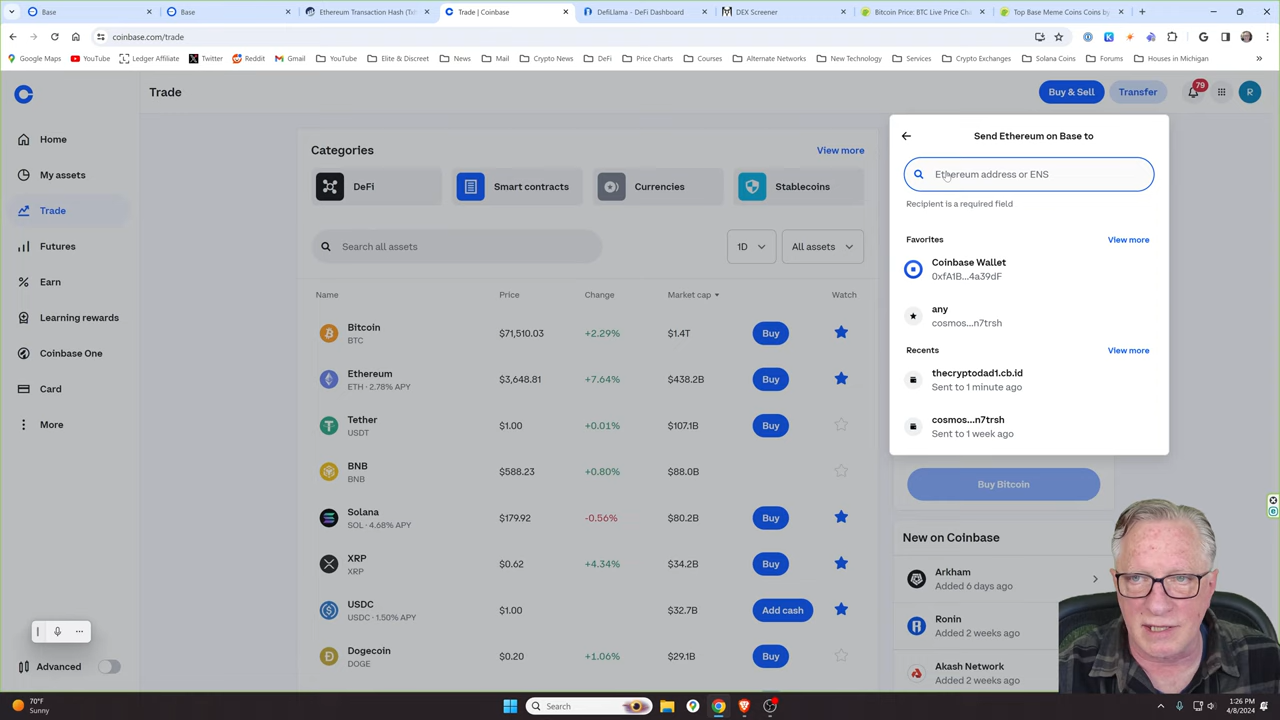 Base
Base
Ethereum Transaction Hash (Tx
Trade | Coinbase
DefiLlama - DeFi Dashboard
DEX Screener
Bitcoin Price: BTC Live Price Cha
Top Base Meme Coins Coins by
coinbase.com/trade
Google Maps
YouTube
Ledger Affiliate
Twitter
Reddit
Gmail
YouTube
Elite & Discreet
News
Mail
Crypto News
DeFi
Price Charts
Courses
Alternate Networks
New Technology
Services
Crypto Exchanges
Solana Coins
Forums
Houses in Michigan
Trade
Buy & Sell
Transfer
79
R
Home
My assets
Trade
Futures
Earn
Learning rewards
Coinbase One
Card
More
Advanced
Categories
View more
DeFi
Smart contracts
Currencies
Stablecoins
Search all assets
1D
All assets
Name Price Change Market cap Watch
Bitcoin
BTC
$71,510.03 +2.29% $1.4T Buy
Ethereum
ETH · 2.78% APY
$3,648.81 +7.64% $438.2B Buy
Tether
USDT
$1.00 +0.01% $107.1B Buy
BNB
BNB
$588.23 +0.80% $88.0B
Solana
SOL · 4.68% APY
$179.92 -0.56% $80.2B Buy
XRP
XRP
$0.62 +4.34% $34.2B Buy
USDC
USDC · 1.50% APY
$1.00 $32.7B Add cash
Dogecoin
DOGE
$0.20 +1.06% $29.1B Buy
Send Ethereum on Base to
Ethereum address or ENS
Recipient is a required field
Favorites View more
Coinbase Wallet
0xfA1B...4a39dF
any
cosmos...n7trsh
Recents View more
thecryptodad1.cb.id
Sent to 1 minute ago
cosmos...n7trsh
Sent to 1 week ago
Buy Bitcoin
New on Coinbase
Arkham
Added 6 days ago
Ronin
Added 2 weeks ago
Akash Network
Added 2 weeks ago
70°F
Sunny
Search
1:26 PM
4/8/2024